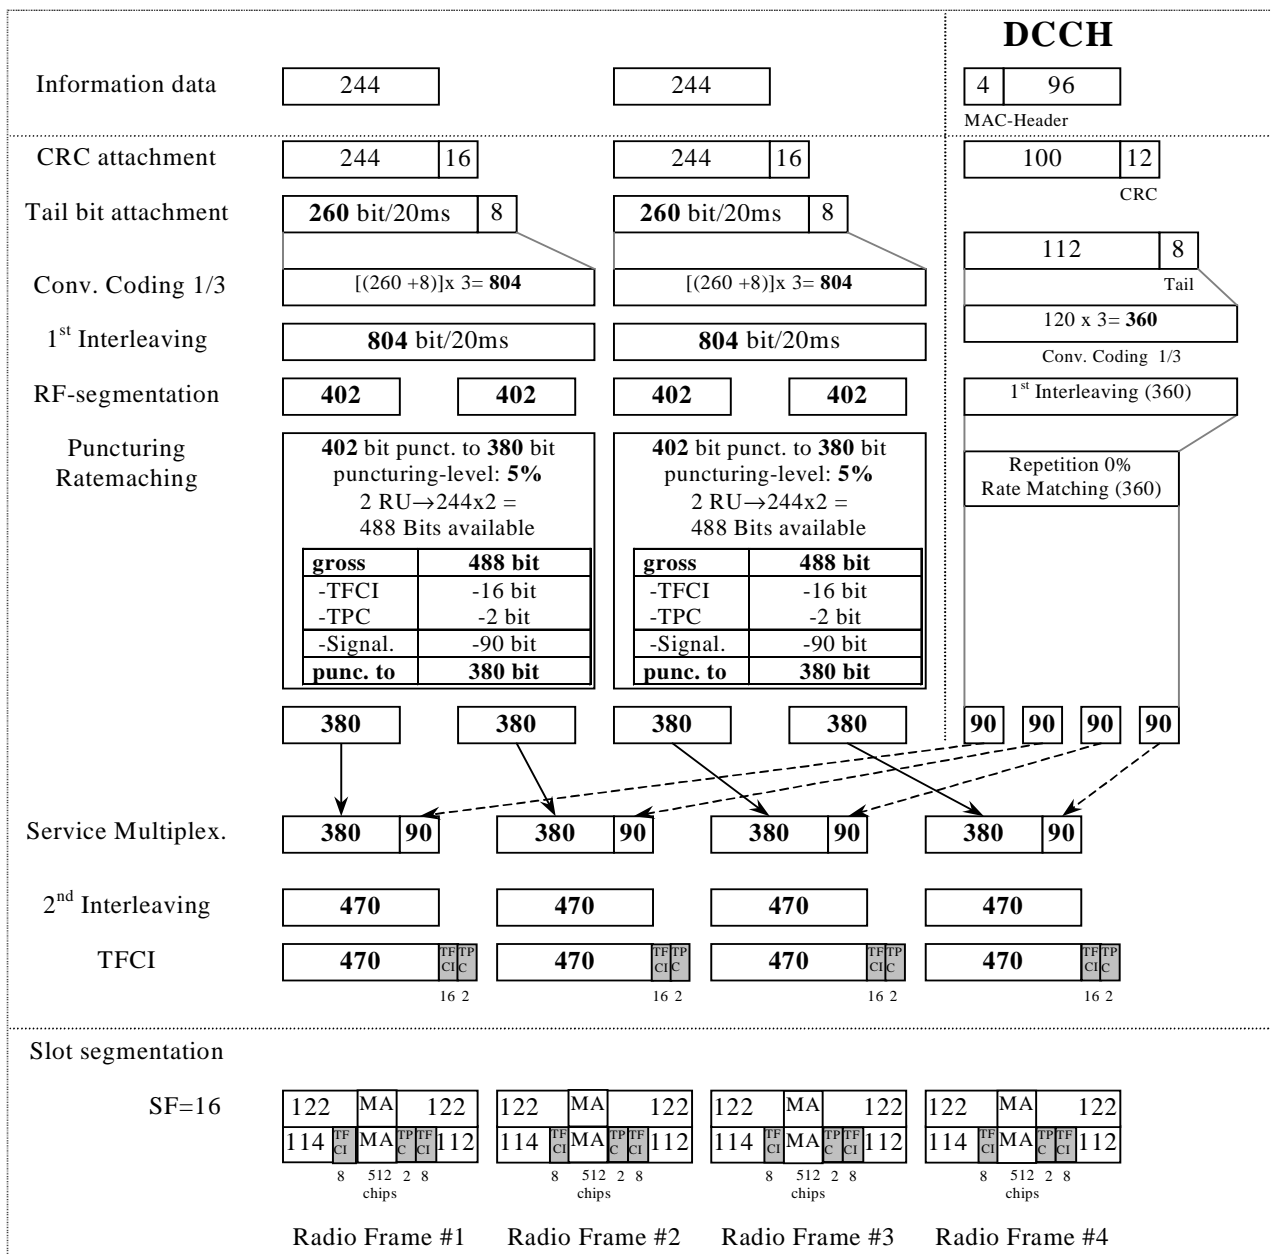 DCCH
Information data 244 244 4 96
MAC-Header
CRC attachment 244 16 244 16 100 12
CRC
Tail bit attachment 260 bit/20ms 8 260 bit/20ms 8
112 8
Tail
Conv. Coding 1/3 [(260 +8)]x 3= 804 [(260 +8)]x 3= 804
120 x 3= 360
Conv. Coding 1/3
1st Interleaving 804 bit/20ms 804 bit/20ms
RF-segmentation 402 402 402 402 1st Interleaving (360)
Puncturing
Ratemaching
402 bit punct. to 380 bit
puncturing-level: 5%
2 RU→244x2 =
488 Bits available
gross 488 bit
-TFCI -16 bit
-TPC -2 bit
-Signal. -90 bit
punc. to 380 bit
402 bit punct. to 380 bit
puncturing-level: 5%
2 RU→244x2 =
488 Bits available
gross 488 bit
-TFCI -16 bit
-TPC -2 bit
-Signal. -90 bit
punc. to 380 bit
Repetition 0%
Rate Matching (360)
380 380 380 380 90 90 90 90
Service Multiplex. 380 90 380 90 380 90 380 90
2nd Interleaving 470 470 470 470
TFCI 470 TFCI TPC 470 TFCI TPC 470 TFCI TPC 470 TFCI TPC
16 2 16 2 16 2 16 2
Slot segmentation
SF=16 122 MA 122 122 MA 122 122 MA 122 122 MA 122
114 TFCI MA TPC TFCI 112 114 TFCI MA TPC TFCI 112 114 TFCI MA TPC TFCI 112 114 TFCI MA TPC TFCI 112
8 512 2 8 8 512 2 8 8 512 2 8 8 512 2 8
chips chips chips chips
Radio Frame #1 Radio Frame #2 Radio Frame #3 Radio Frame #4